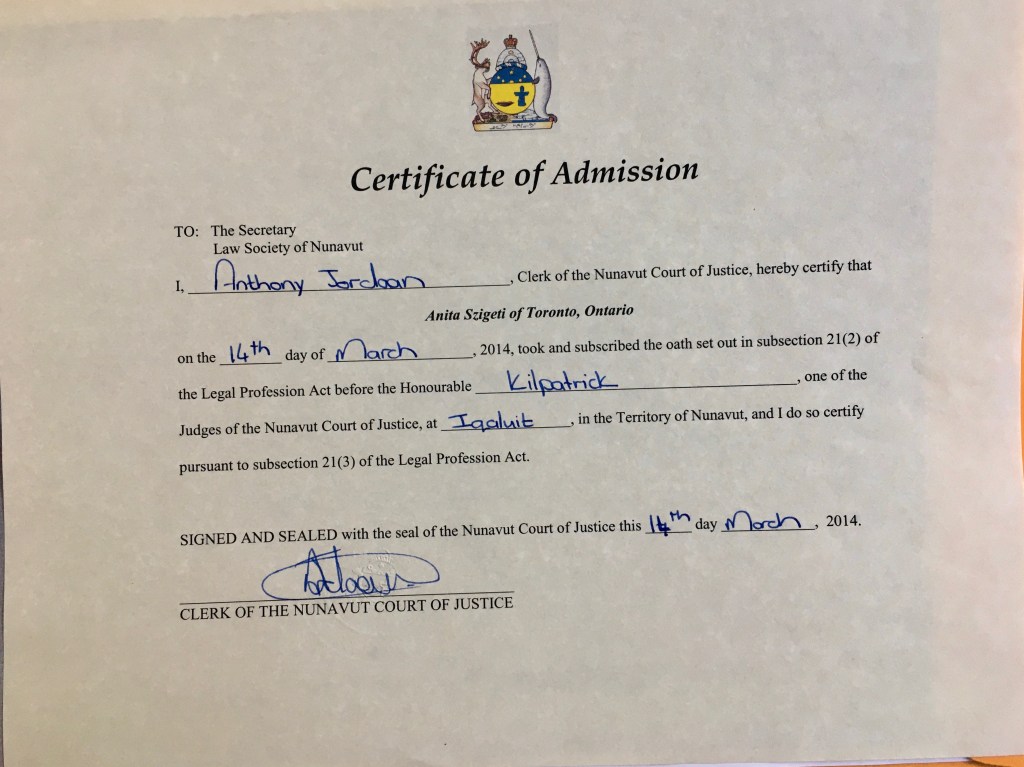 Certificate of Admission
TO: The Secretary
Law Society of Nunavut
I, Anthony Jordaan, Clerk of the Nunavut Court of Justice, hereby certify that
Anita Szigeti of Toronto, Ontario
on the 14th day of March, 2014, took and subscribed the oath set out in subsection 21(2) of
the Legal Profession Act before the Honourable Kilpatrick, one of the
Judges of the Nunavut Court of Justice, at Iqaluit, in the Territory of Nunavut, and I do so certify
pursuant to subsection 21(3) of the Legal Profession Act.
SIGNED AND SEALED with the seal of the Nunavut Court of Justice this 14th day March, 2014.
CLERK OF THE NUNAVUT COURT OF JUSTICE